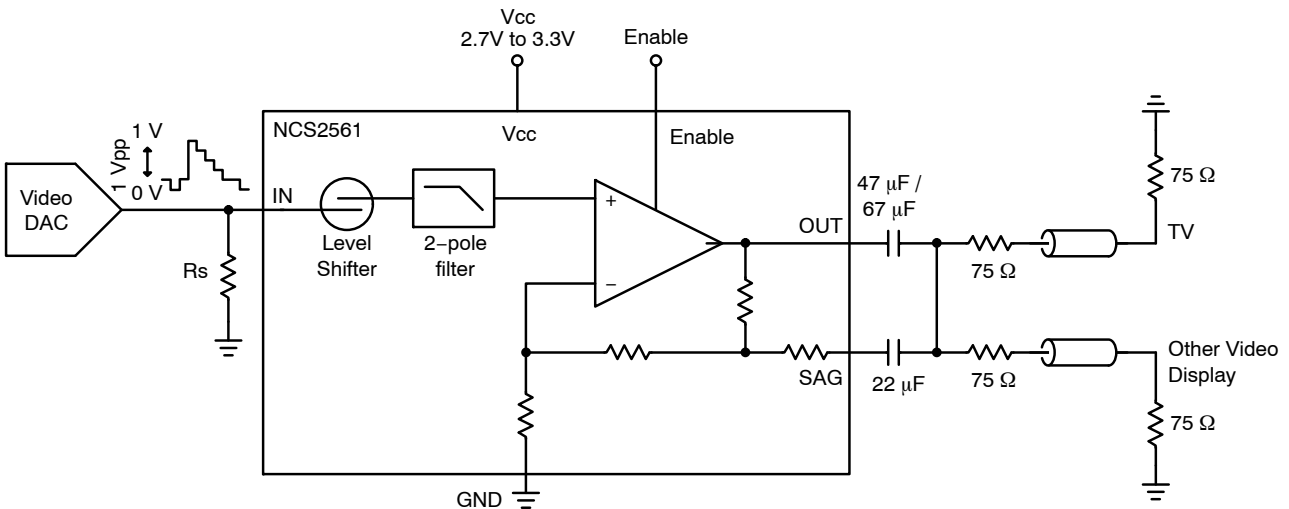 Vcc
2.7V to 3.3V
Enable
NCS2561
Vcc
Enable
1 V
1 Vpp
0 V
Video
DAC
IN
Level
Shifter
2−pole
filter
+
−
Rs
OUT
47 μF /
67 μF
75 Ω
75 Ω
TV
SAG
22 μF
75 Ω
Other Video
Display
75 Ω
GND